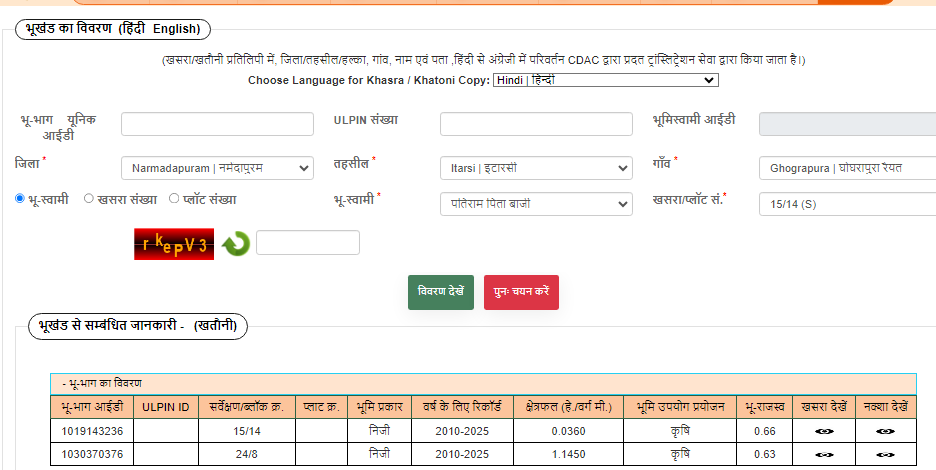 भूखंड का विवरण (हिंदी English)
(खसरा/खतौनी प्रतिलिपी में, जिला/तहसील/हल्का, गांव, नाम एवं पता ,हिंदी से अंग्रेजी में परिवर्तन CDAC द्वारा प्रदत ट्रांस्लिट्रेशन सेवा द्वारा किया जाता है।)
Choose Language for Khasra / Khatoni Copy: Hindi | हिन्दी
भू-भाग यूनिक आईडी ULPIN संख्या भूमिस्वामी आईडी
जिला * Narmadapuram | नर्मदापुरम तहसील * Itarsi | इटारसी गाँव * Ghograpura | घोघरापुरा रैयत
भू-स्वामी खसरा संख्या प्लॉट संख्या भू-स्वामी * पतिराम पिता बाजी खसरा/प्लॉट सं.* 15/14 (S)
r k e p V 3
विवरण देखें पुनः चयन करें
भूखंड से सम्बंधित जानकारी - (खतौनी)
- भू-भाग का विवरण
भू-भाग आईडी ULPIN ID सर्वेक्षण/ब्लॉक क्र. प्लाट क्र. भूमि प्रकार वर्ष के लिए रिकॉर्ड क्षेत्रफल (हे./वर्ग मी.) भूमि उपयोग प्रयोजन भू-राजस्व खसरा देखें नक्शा देखें
1019143236 15/14 निजी 2010-2025 0.0360 कृषि 0.66
1030370376 24/8 निजी 2010-2025 1.1450 कृषि 0.63